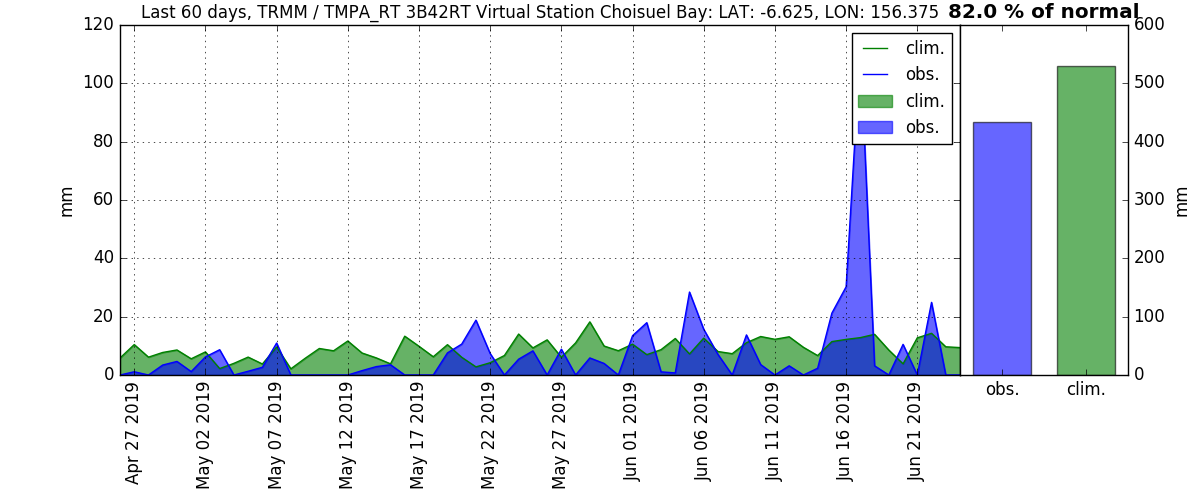 Last 60 days, TRMM / TMPA_RT 3B42RT Virtual Station Choisuel Bay: LAT: -6.625, LON: 156.375 82.0 % of normal
120
100
80
60
40
20
0
mm
clim.
obs.
clim.
obs.
600
500
400
300
200
100
0
mm
obs.
clim.
Apr 27 2019
May 02 2019
May 07 2019
May 12 2019
May 17 2019
May 22 2019
May 27 2019
Jun 01 2019
Jun 06 2019
Jun 11 2019
Jun 16 2019
Jun 21 2019